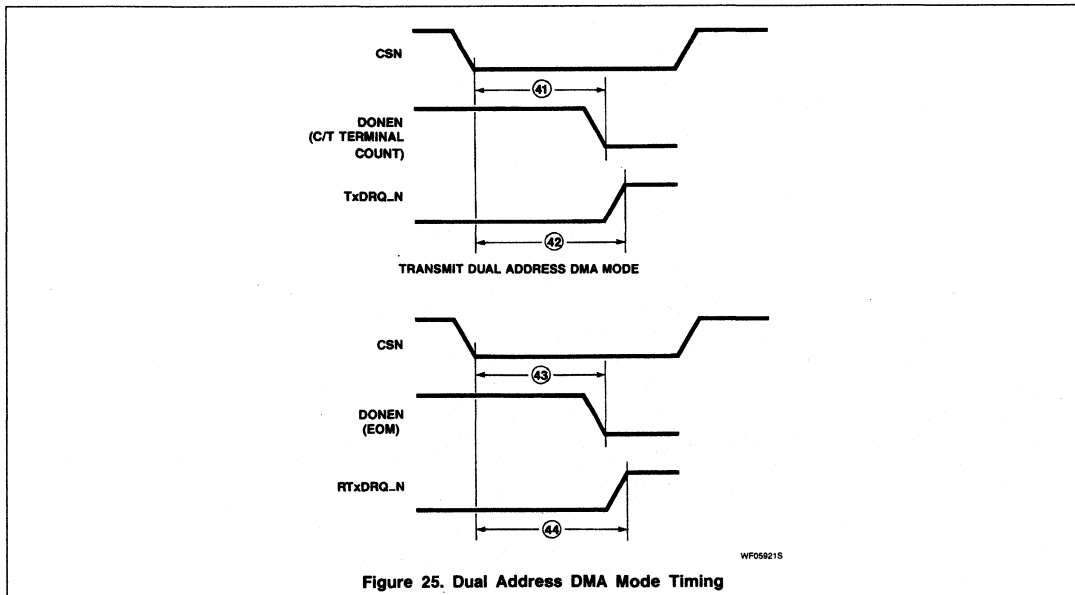 CSN
41
DONEN
(C/T TERMINAL
COUNT)
TxDRQ_N
42
TRANSMIT DUAL ADDRESS DMA MODE
CSN
43
DONEN
(EOM)
RTxDRQ_N
44
WF05921S
Figure 25. Dual Address DMA Mode Timing